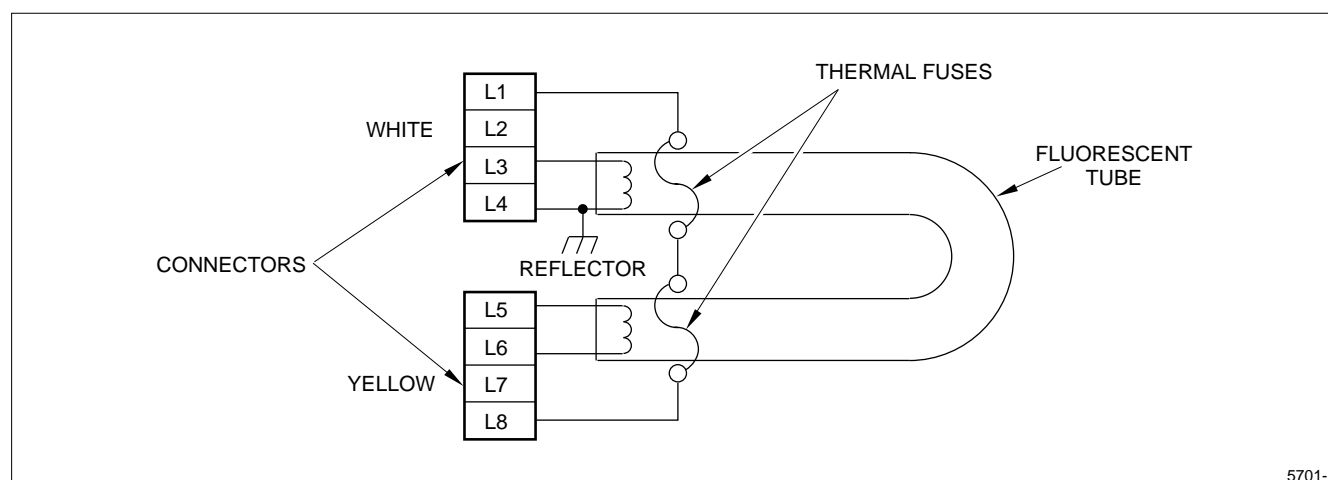 THERMAL FUSES
L1
L2
L3
L4
WHITE
FLUORESCENT
TUBE
CONNECTORS
REFLECTOR
L5
L6
L7
L8
YELLOW
5701-